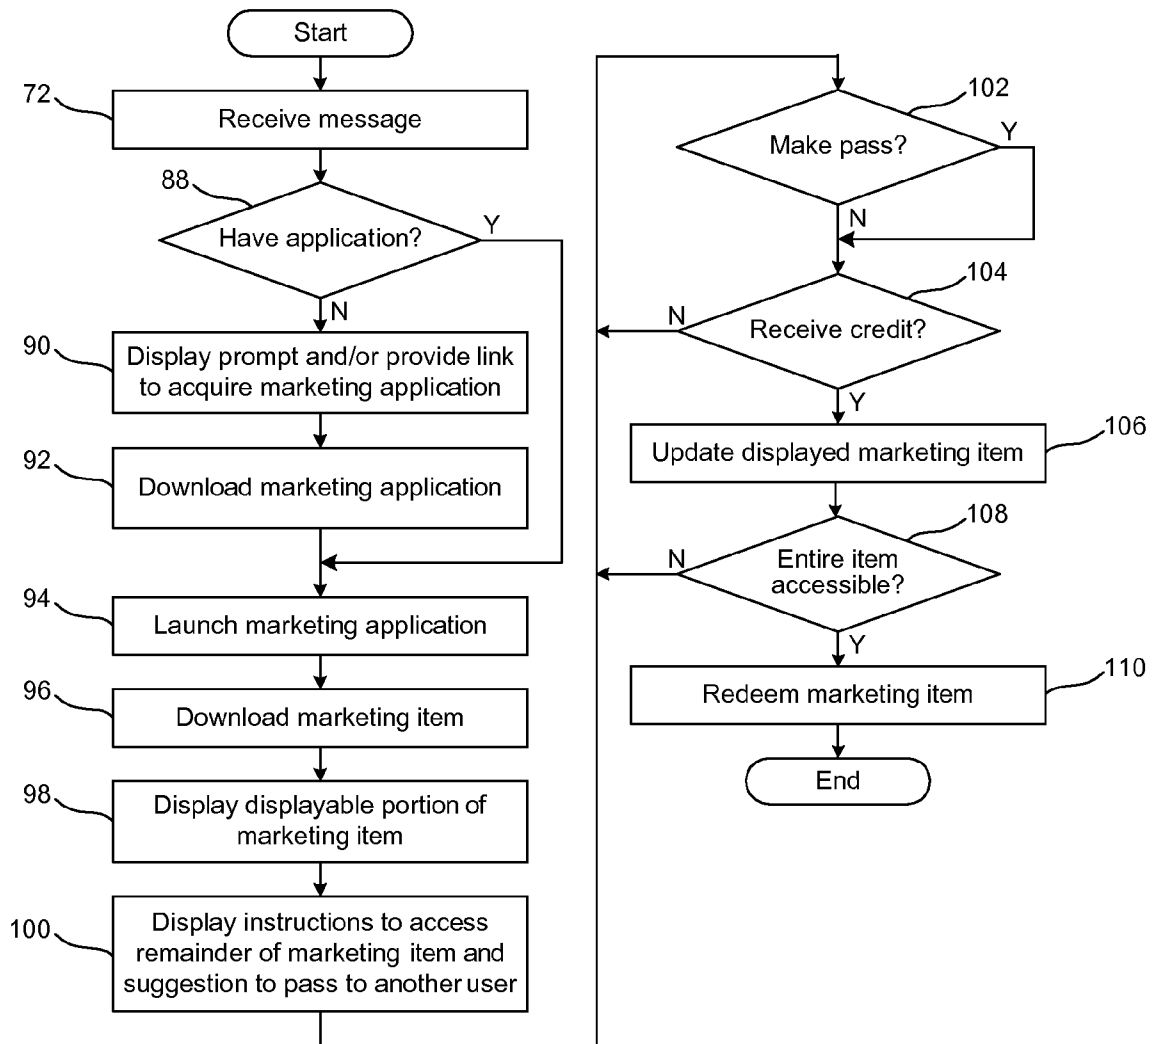 Start
72
Receive message
88
Have application?
Y
N
90
Display prompt and/or provide link
to acquire marketing application
92
Download marketing application
94
Launch marketing application
96
Download marketing item
98
Display displayable portion of
marketing item
100
Display instructions to access
remainder of marketing item and
suggestion to pass to another user
102
Make pass?
Y
N
104
Receive credit?
N
Y
106
Update displayed marketing item
108
Entire item
accessible?
N
Y
110
Redeem marketing item
End